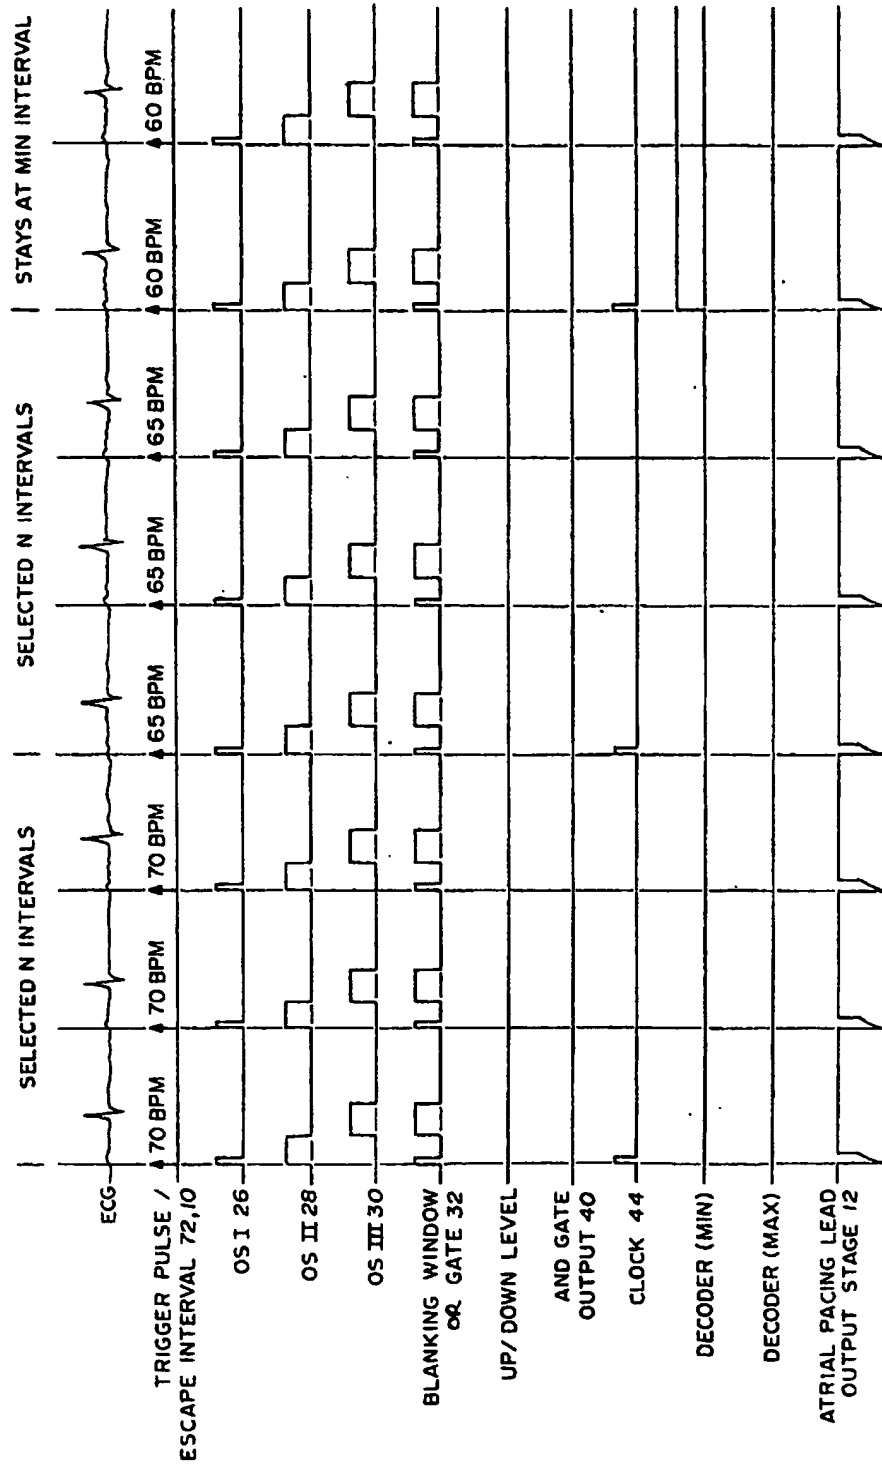 SELECTED N INTERVALS
SELECTED N INTERVALS
STAYS AT MIN INTERVAL
ECG
TRIGGER PULSE /
ESCAPE INTERVAL 72,10
70 BPM
70 BPM
70 BPM
65 BPM
65 BPM
65 BPM
60 BPM
60 BPM
OS I 26
OS II 28
OS III 30
BLANKING WINDOW
OR GATE 32
UP/DOWN LEVEL
AND GATE
OUTPUT 40
CLOCK 44
DECODER (MIN)
DECODER (MAX)
ATRIAL PACING LEAD
OUTPUT STAGE 12